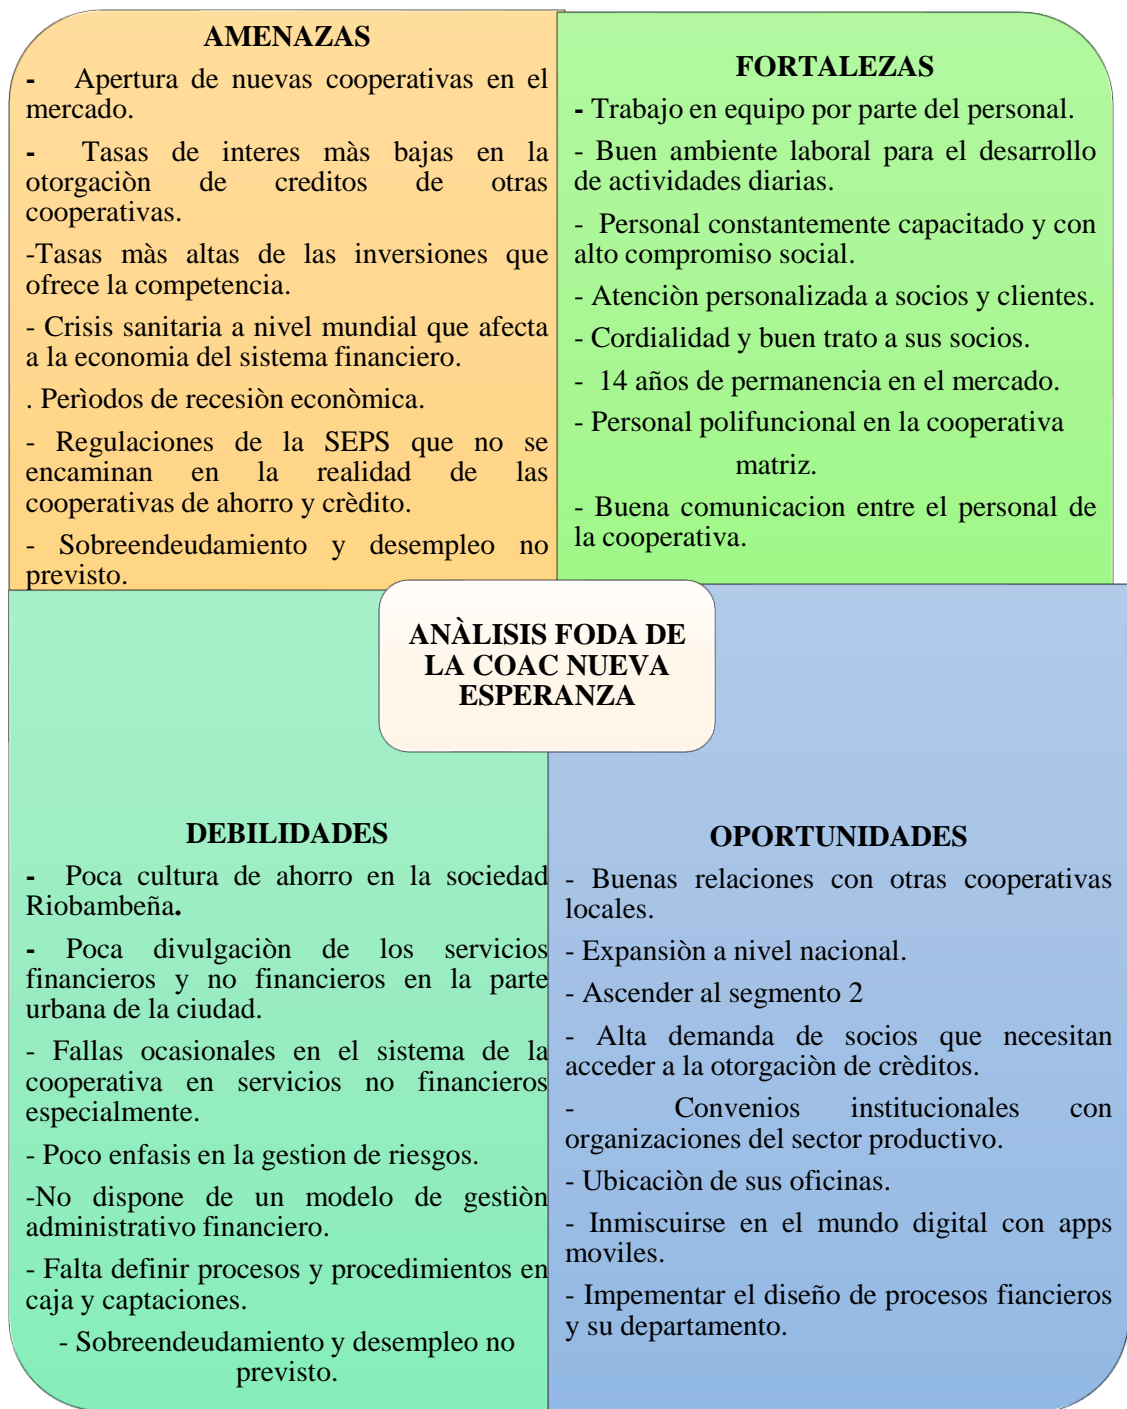 AMENAZAS
- Apertura de nuevas cooperativas en el
mercado.
- Tasas de interes màs bajas en la
otorgaciòn de creditos de otras
cooperativas.
-Tasas màs altas de las inversiones que
ofrece la competencia.
- Crisis sanitaria a nivel mundial que afecta
a la economia del sistema financiero.
. Perìodos de recesiòn econòmica.
- Regulaciones de la SEPS que no se
encaminan en la realidad de las
cooperativas de ahorro y crèdito.
- Sobreendeudamiento y desempleo no
previsto.
FORTALEZAS
- Trabajo en equipo por parte del personal.
- Buen ambiente laboral para el desarrollo
de actividades diarias.
- Personal constantemente capacitado y con
alto compromiso social.
- Atenciòn personalizada a socios y clientes.
- Cordialidad y buen trato a sus socios.
- 14 años de permanencia en el mercado.
- Personal polifuncional en la cooperativa
matriz.
- Buena comunicacion entre el personal de
la cooperativa.
ANÀLISIS FODA DE
LA COAC NUEVA
ESPERANZA
DEBILIDADES
- Poca cultura de ahorro en la sociedad
Riobambeña.
- Poca divulgaciòn de los servicios
financieros y no financieros en la parte
urbana de la ciudad.
- Fallas ocasionales en el sistema de la
cooperativa en servicios no financieros
especialmente.
- Poco enfasis en la gestion de riesgos.
-No dispone de un modelo de gestiòn
administrativo financiero.
- Falta definir procesos y procedimientos en
caja y captaciones.
- Sobreendeudamiento y desempleo no
previsto.
OPORTUNIDADES
- Buenas relaciones con otras cooperativas
locales.
- Expansiòn a nivel nacional.
- Ascender al segmento 2
- Alta demanda de socios que necesitan
acceder a la otorgaciòn de crèditos.
- Convenios institucionales con
organizaciones del sector productivo.
- Ubicaciòn de sus oficinas.
- Inmiscuirse en el mundo digital con apps
moviles.
- Impementar el diseño de procesos fiancieros
y su departamento.